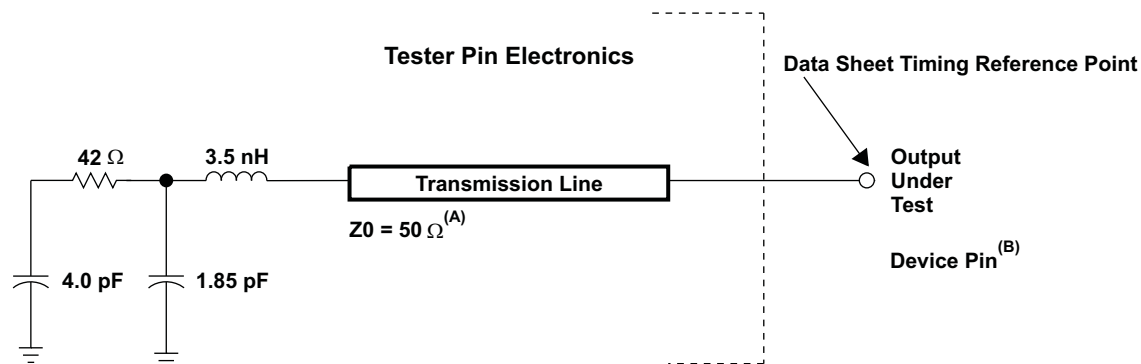 Tester Pin Electronics
Data Sheet Timing Reference Point
42 Ω
3.5 nH
Transmission Line
Output
Under
Test
Z0 = 50 Ω(A)
Device Pin(B)
4.0 pF
1.85 pF